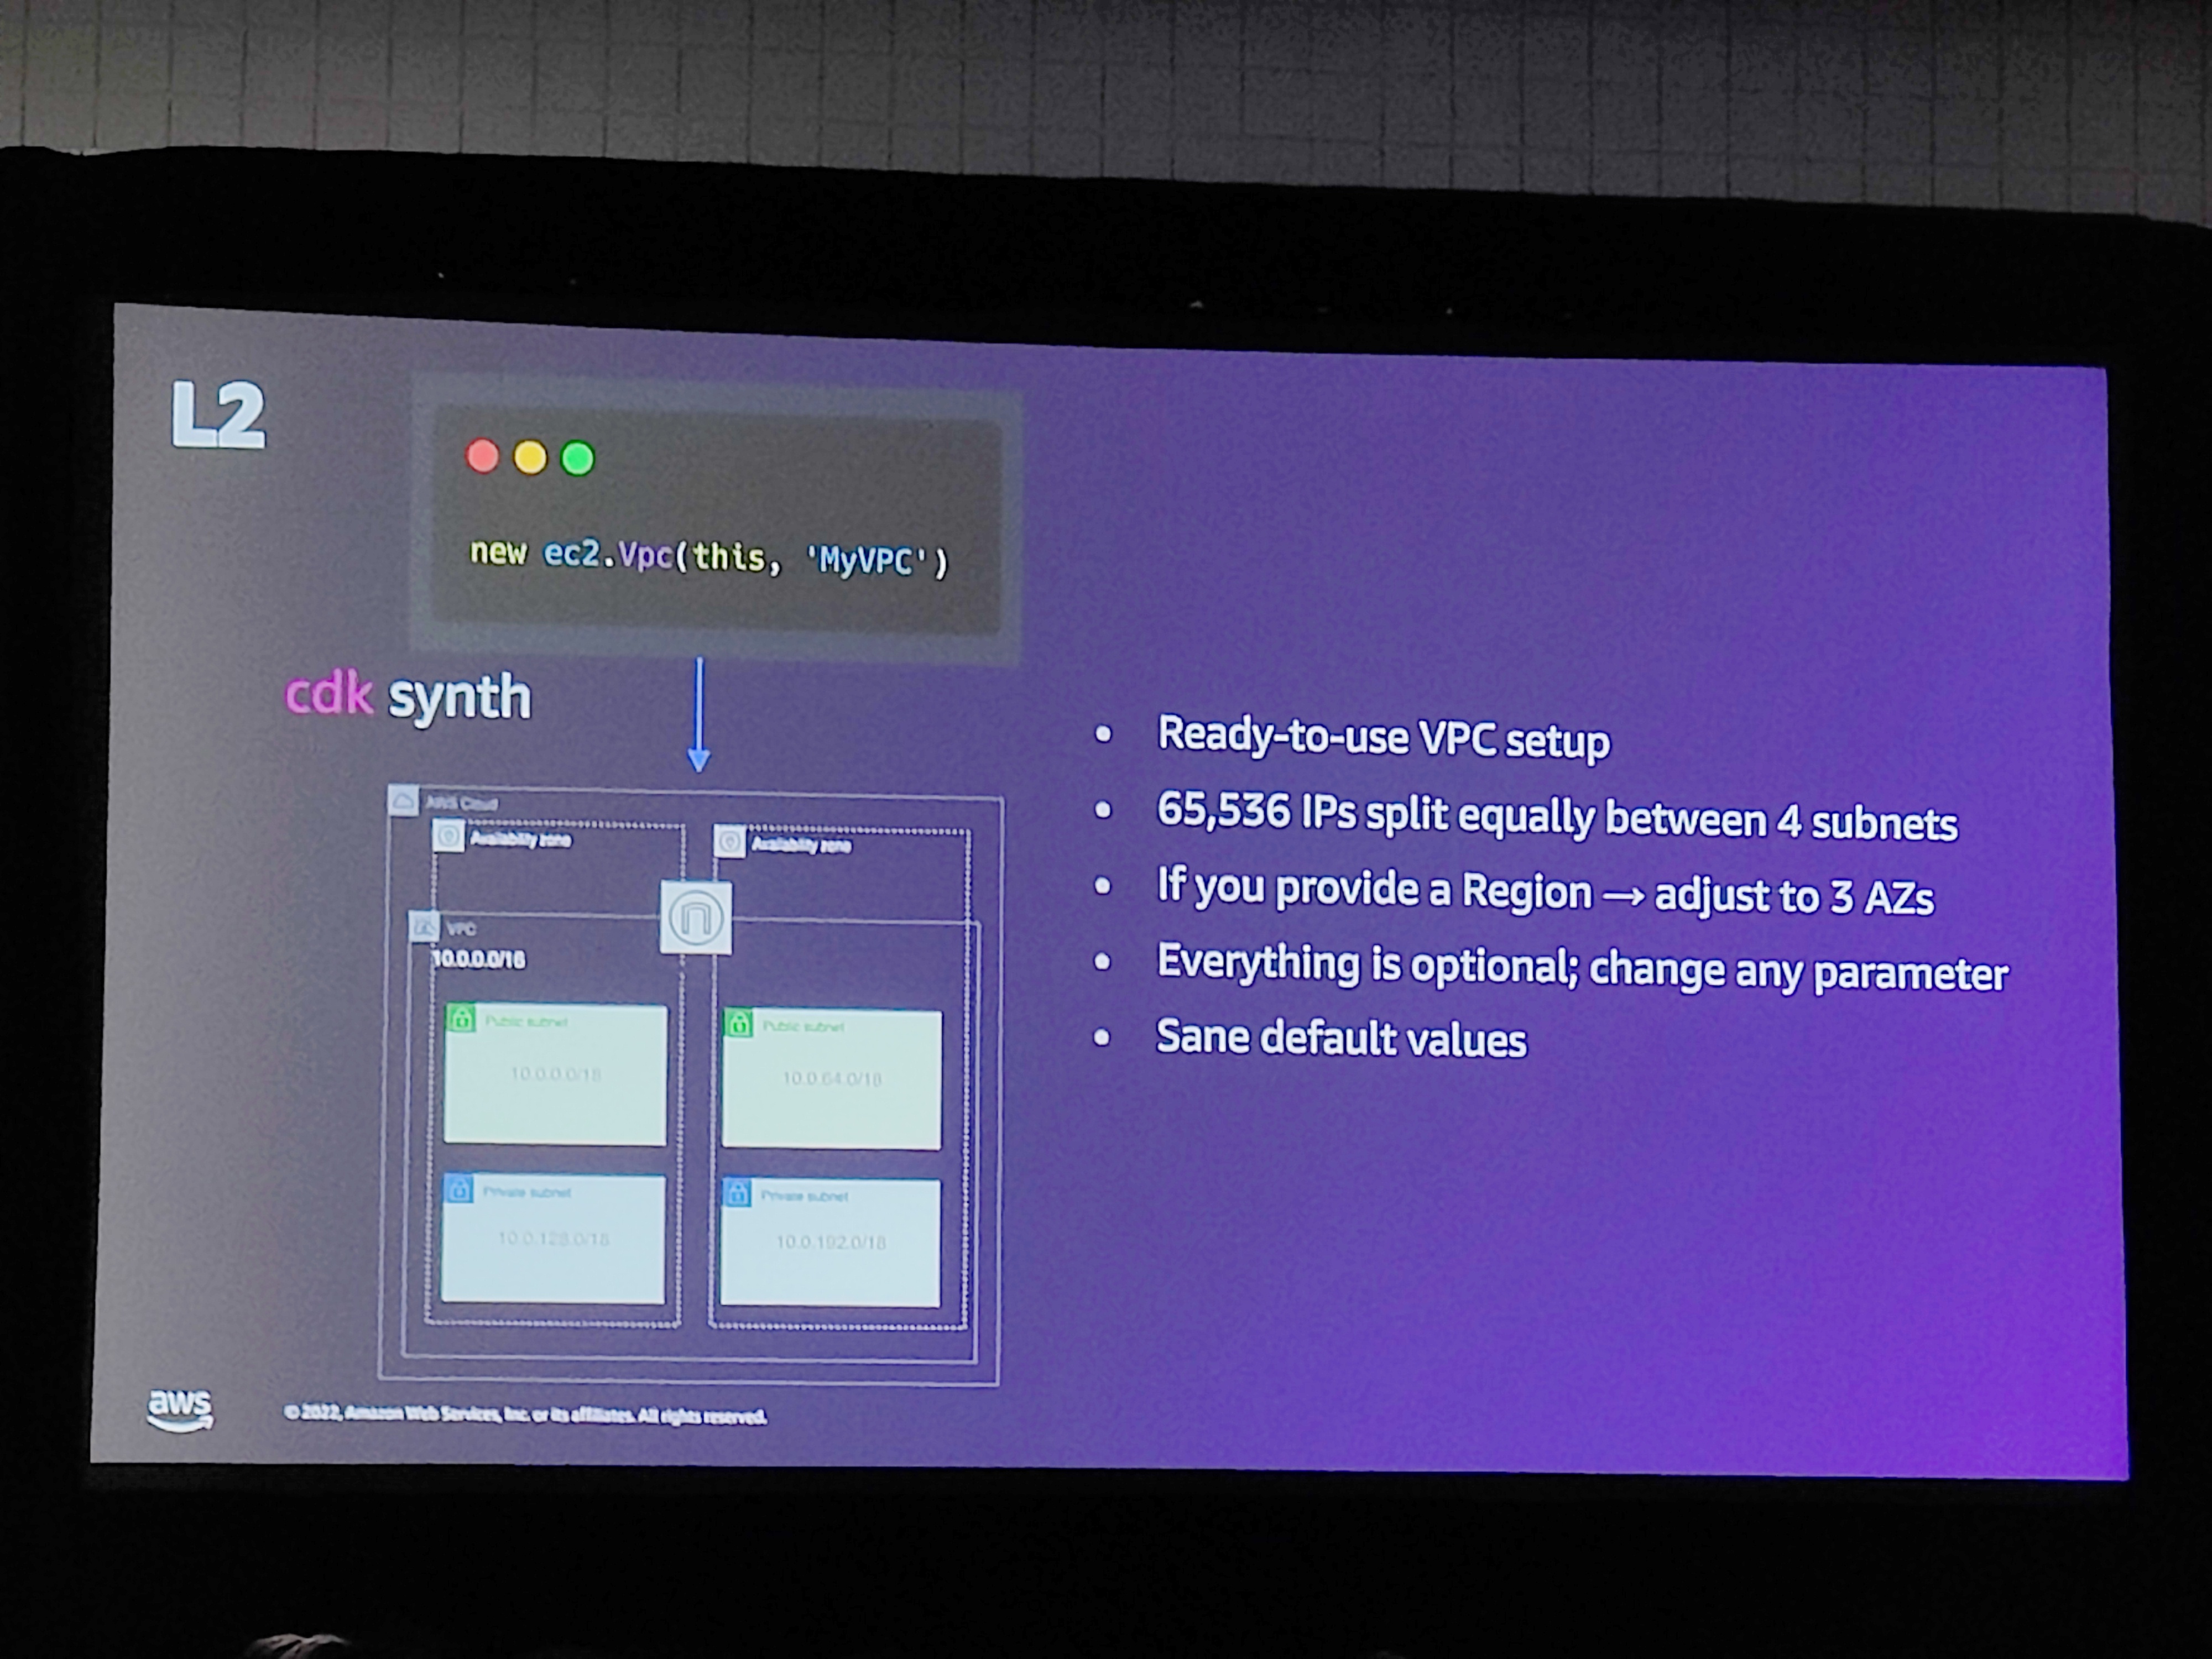 L2
new ec2.Vpc(this, 'MyVPC')
cdk synth
AWS Cloud
Availability zone
Availability zone
VPC
10.0.0.0/16
Public subnet
10.0.0.0/18
Public subnet
10.0.64.0/18
Private subnet
10.0.128.0/18
Private subnet
10.0.192.0/18
• Ready-to-use VPC setup
• 65,536 IPs split equally between 4 subnets
• If you provide a Region → adjust to 3 AZs
• Everything is optional; change any parameter
• Sane default values
aws
© 2022, Amazon Web Services, Inc. or its affiliates. All rights reserved.